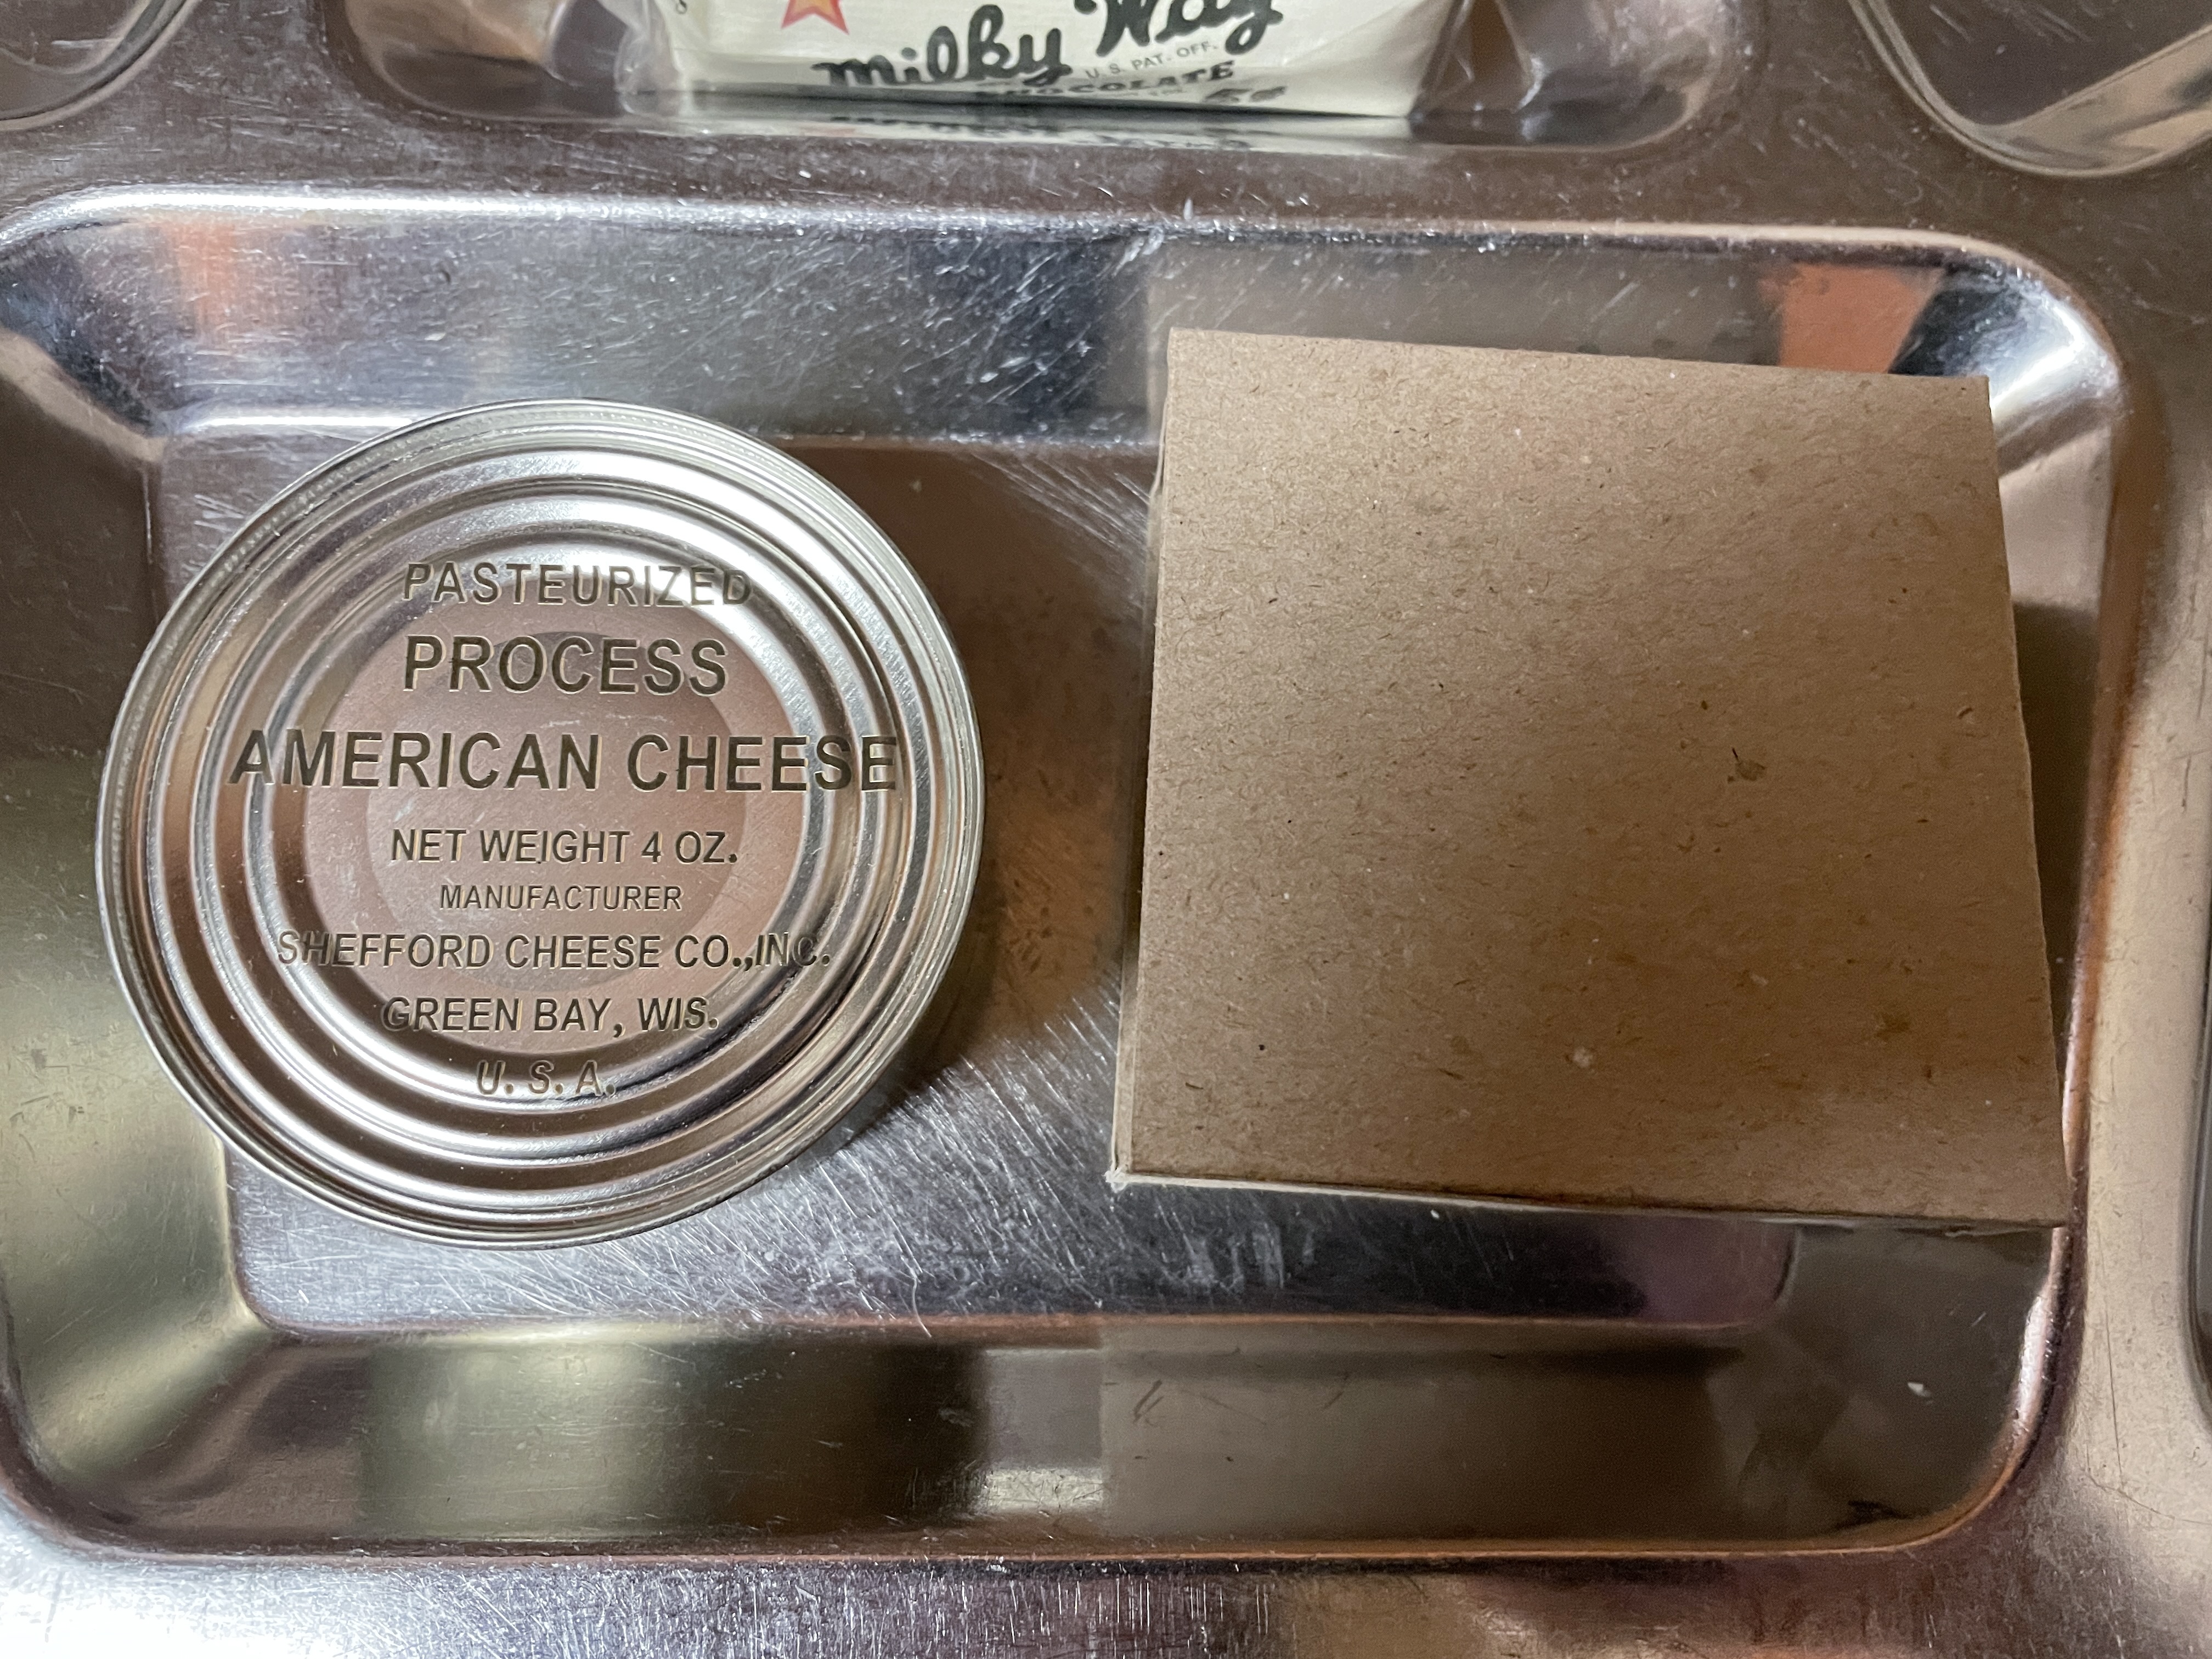 Milky Way
U.S. PAT. OFF.
CHOCOLATE
5¢
PASTEURIZED
PROCESS
AMERICAN CHEESE
NET WEIGHT 4 OZ.
MANUFACTURER
SHEFFORD CHEESE CO.,INC.
GREEN BAY, WIS.
U. S. A.